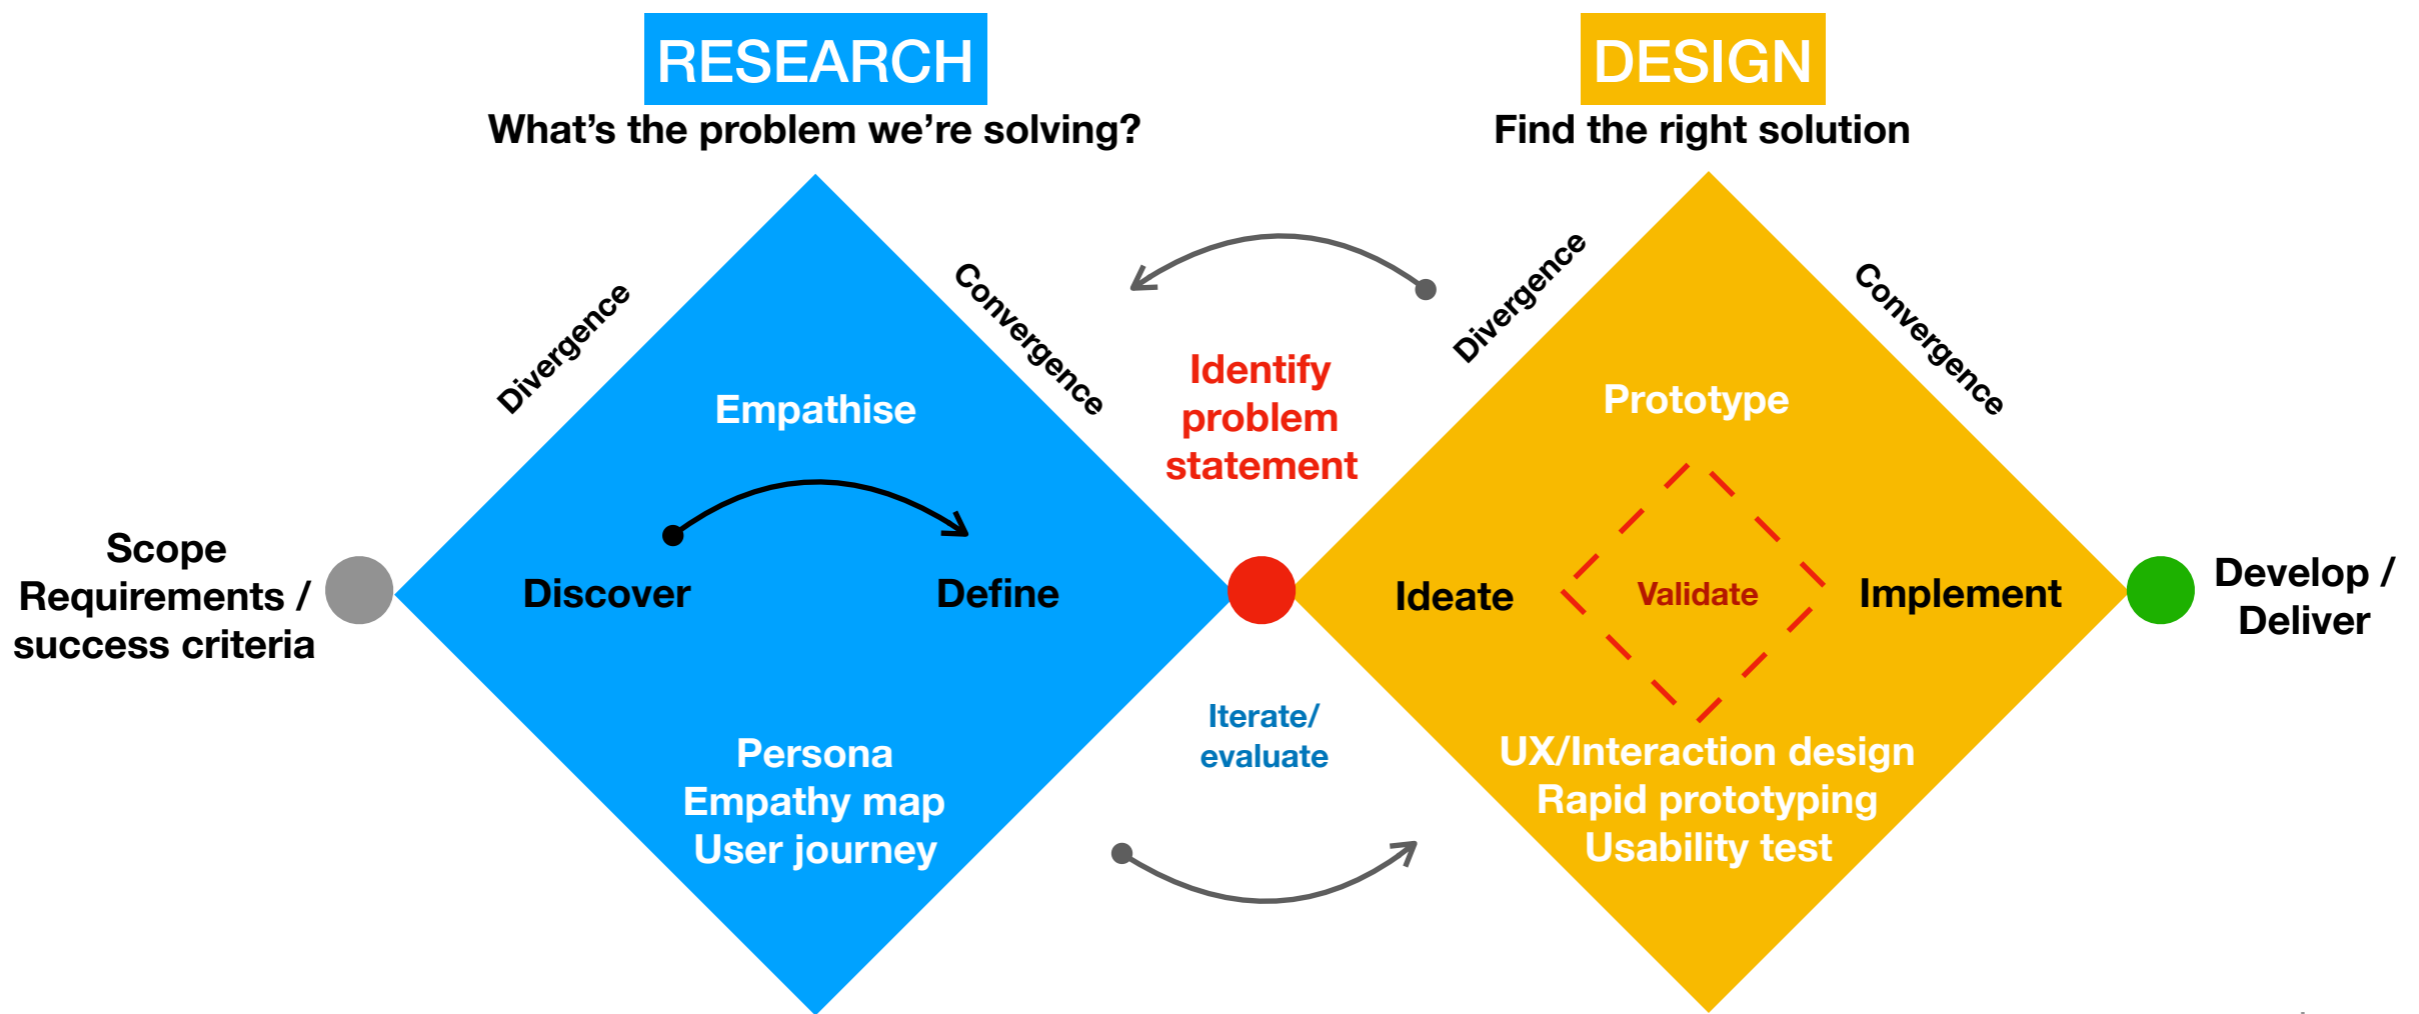 RESEARCH
What's the problem we're solving?
DESIGN
Find the right solution
Divergence
Convergence
Empathise
Discover
Define
Persona
Empathy map
User journey
Scope
Requirements /
success criteria
Identify
problem
statement
Iterate/
evaluate
Divergence
Convergence
Prototype
Ideate
Validate
Implement
UX/Interaction design
Rapid prototyping
Usability test
Develop /
Deliver